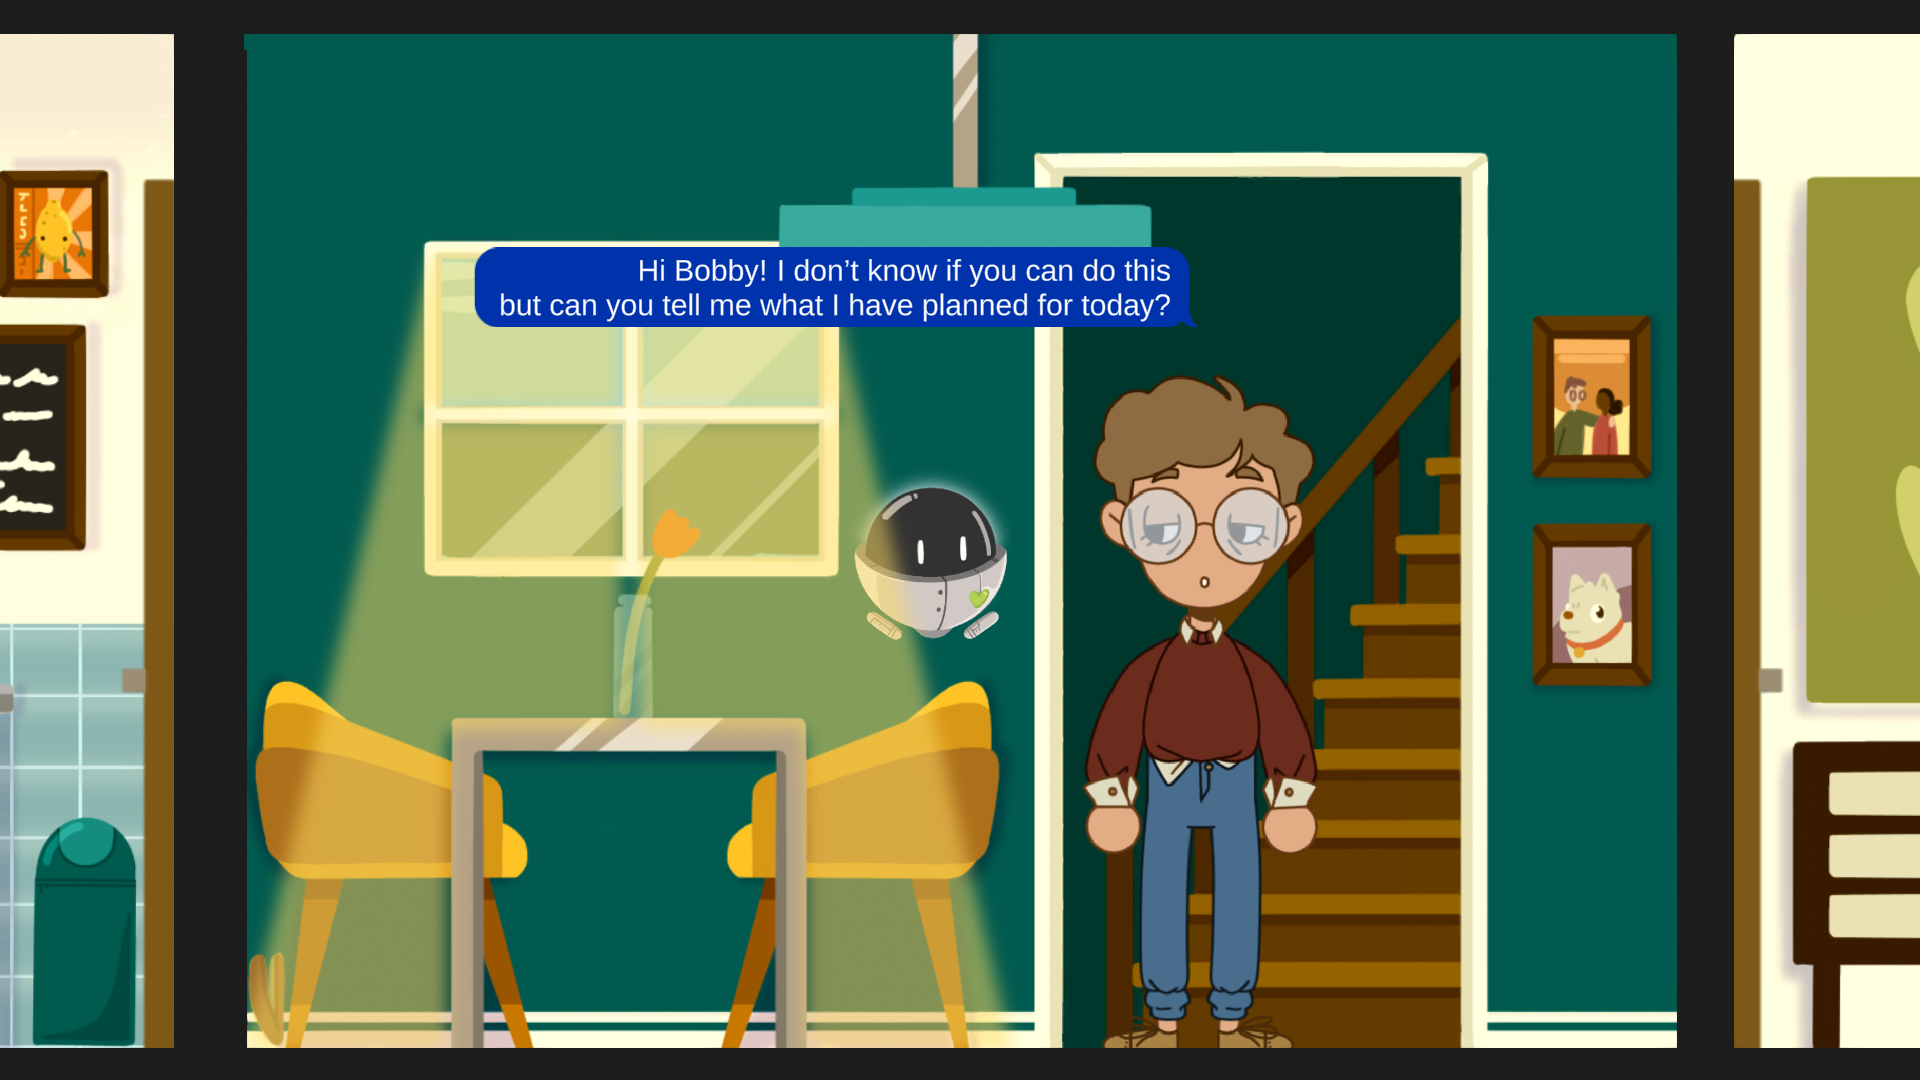 Hi Bobby! I don’t know if you can do this
but can you tell me what I have planned for today?